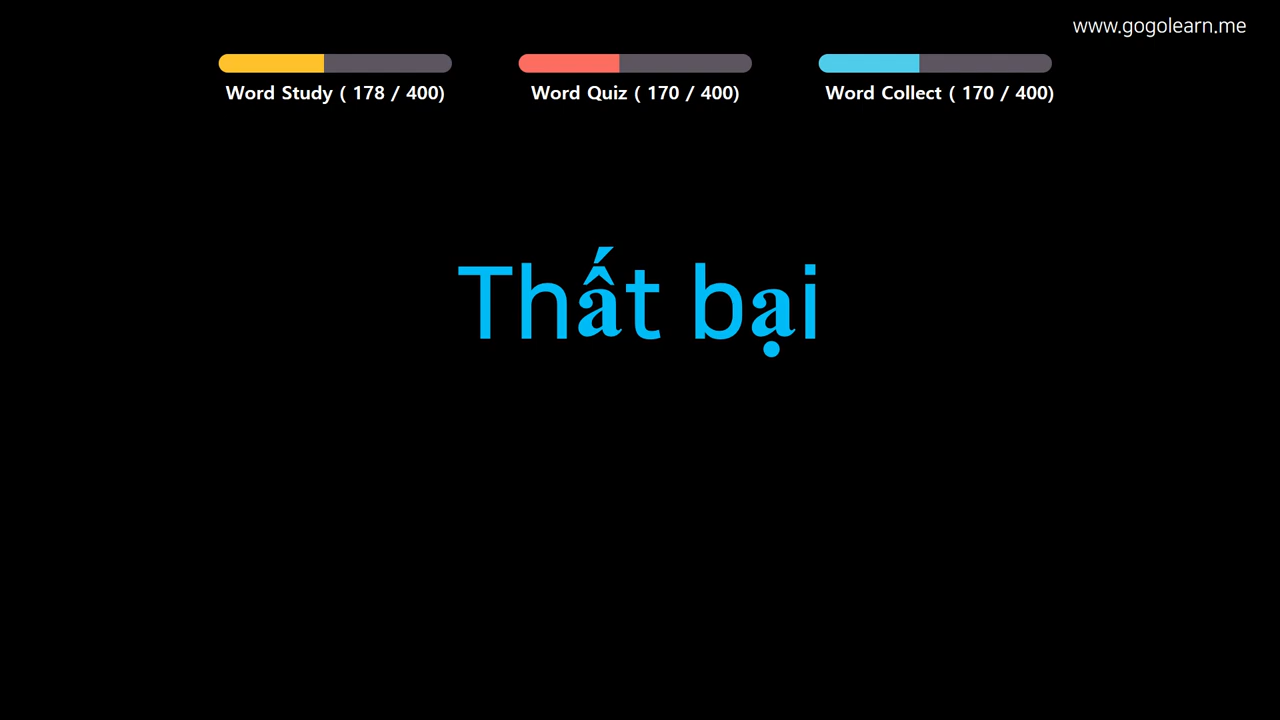 www.gogolearn.me
Word Study ( 178 / 400)
Word Quiz ( 170 / 400)
Word Collect ( 170 / 400)
Thất bại